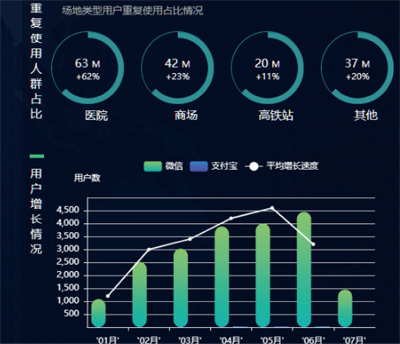 场地类型用户重复使用占比情况
重复使用人群占比
63 M
+62%
医院
42 M
+23%
商场
20 M
+11%
高铁站
37 M
+20%
其他
用户增长情况
微信
支付宝
平均增长速度
用户数
4,500
4,000
3,500
3,000
2,500
2,000
1,500
1,000
500
'01月'
'02月'
'03月'
'04月'
'05月'
'06月'
'07月'